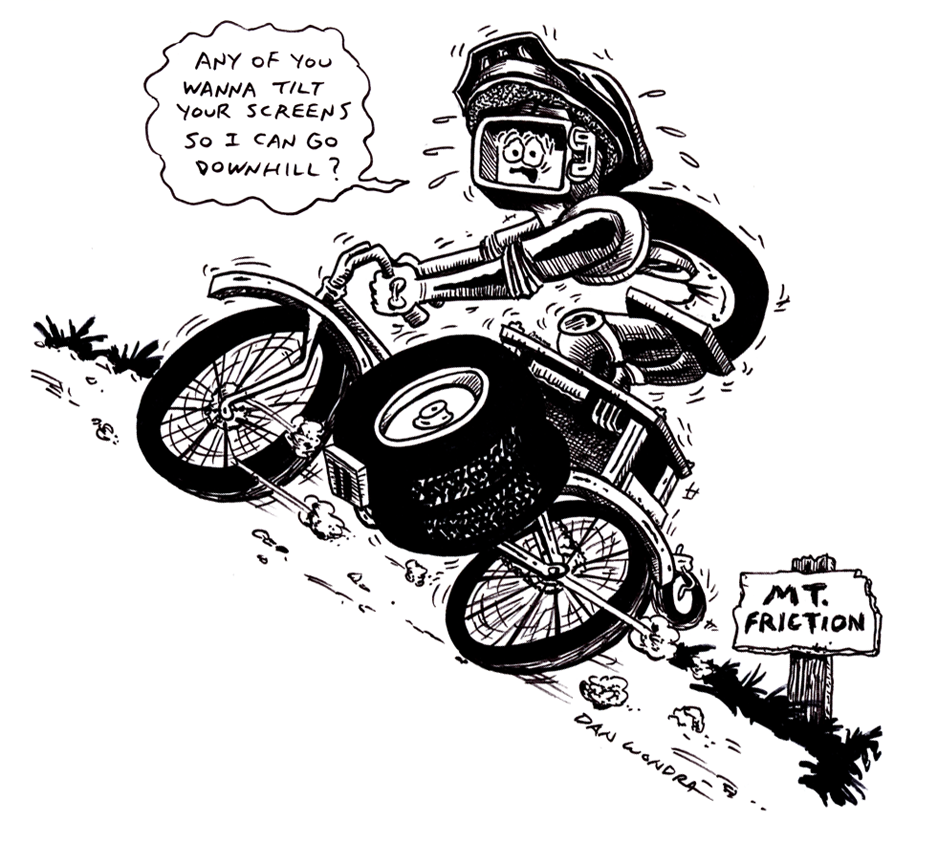 ANY OF YOU
WANNA TILT
YOUR SCREENS
SO I CAN GO
DOWNHILL?
MT.
FRICTION
DAN WONDRA